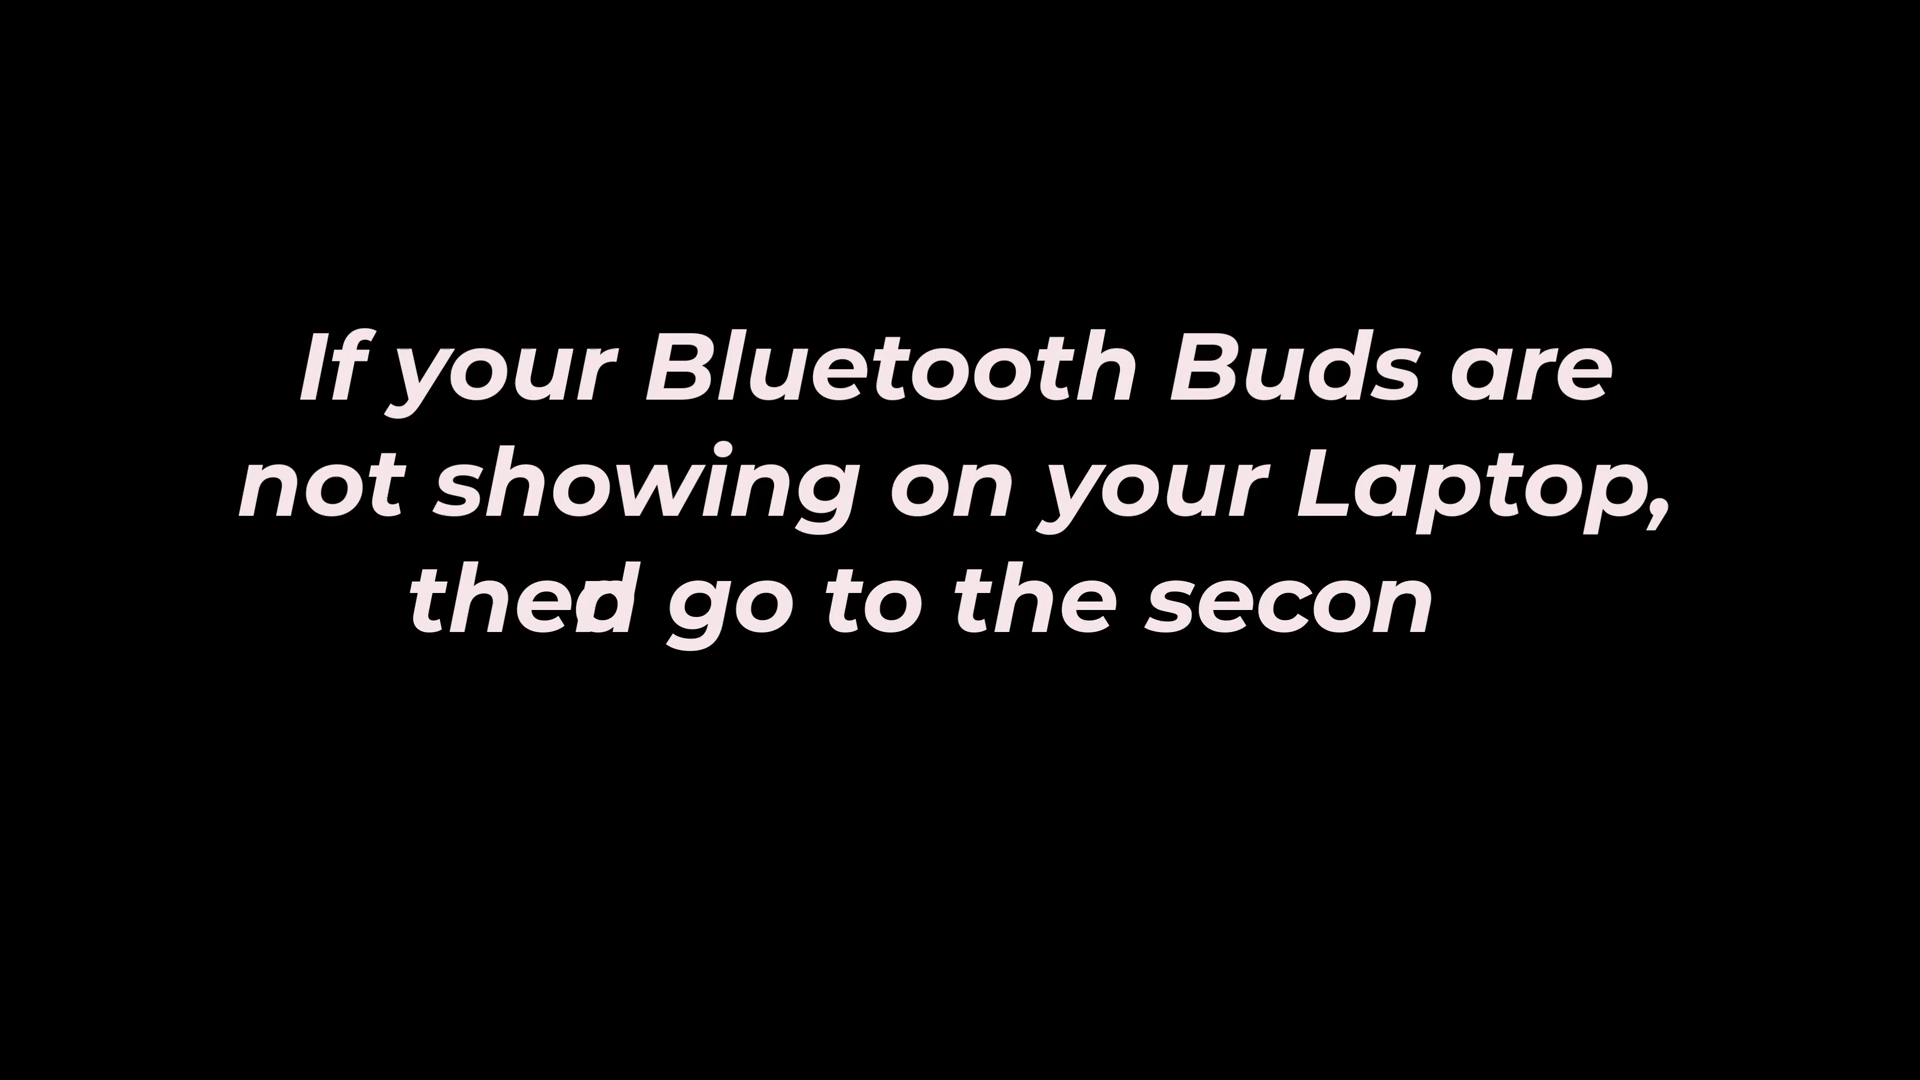 If your Bluetooth Buds are
not showing on your Laptop,
go to the secon